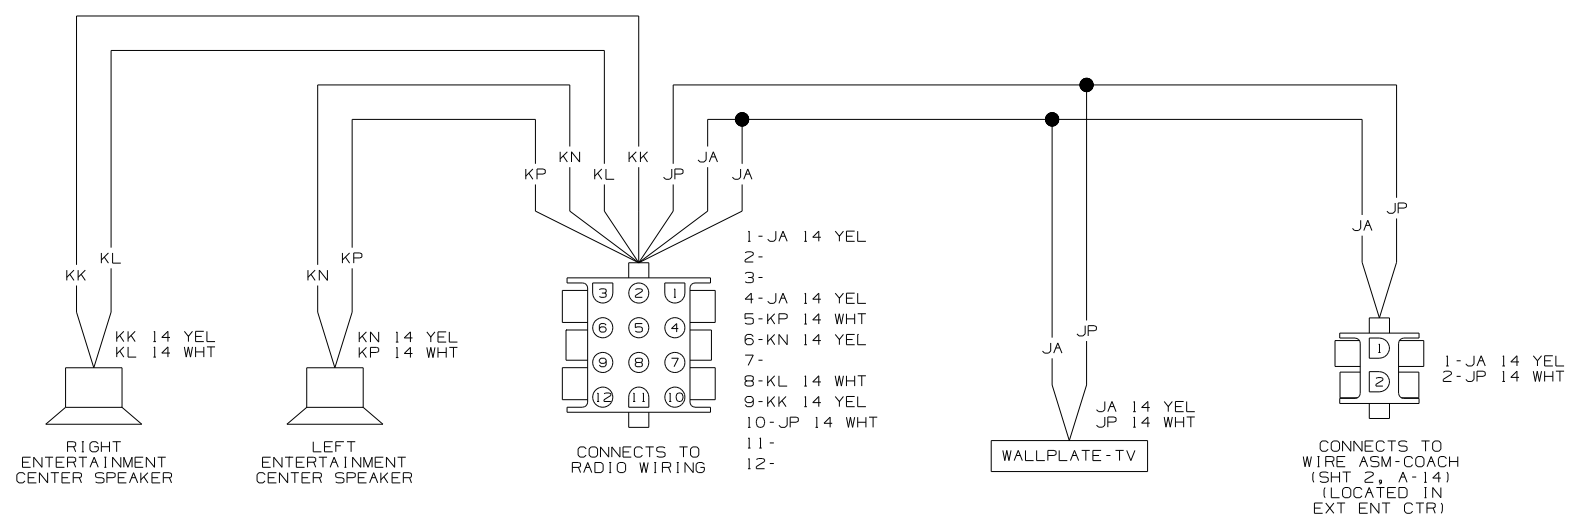 KP
KN
KL
KK
JP
JA
JA
JA
JP
KK
KL
KN
KP
JA
JP
KK 14 YEL
KL 14 WHT
RIGHT
ENTERTAINMENT
CENTER SPEAKER
KN 14 YEL
KP 14 WHT
LEFT
ENTERTAINMENT
CENTER SPEAKER
3 2 1
6 5 4
9 8 7
12 11 10
CONNECTS TO
RADIO WIRING
1-JA 14 YEL
2-
3-
4-JA 14 YEL
5-KP 14 WHT
6-KN 14 YEL
7-
8-KL 14 WHT
9-KK 14 YEL
10-JP 14 WHT
11-
12-
JA 14 YEL
JP 14 WHT
WALLPLATE-TV
1
2
1-JA 14 YEL
2-JP 14 WHT
CONNECTS TO
WIRE ASM-COACH
(SHT 2, A-14)
(LOCATED IN
EXT ENT CTR)